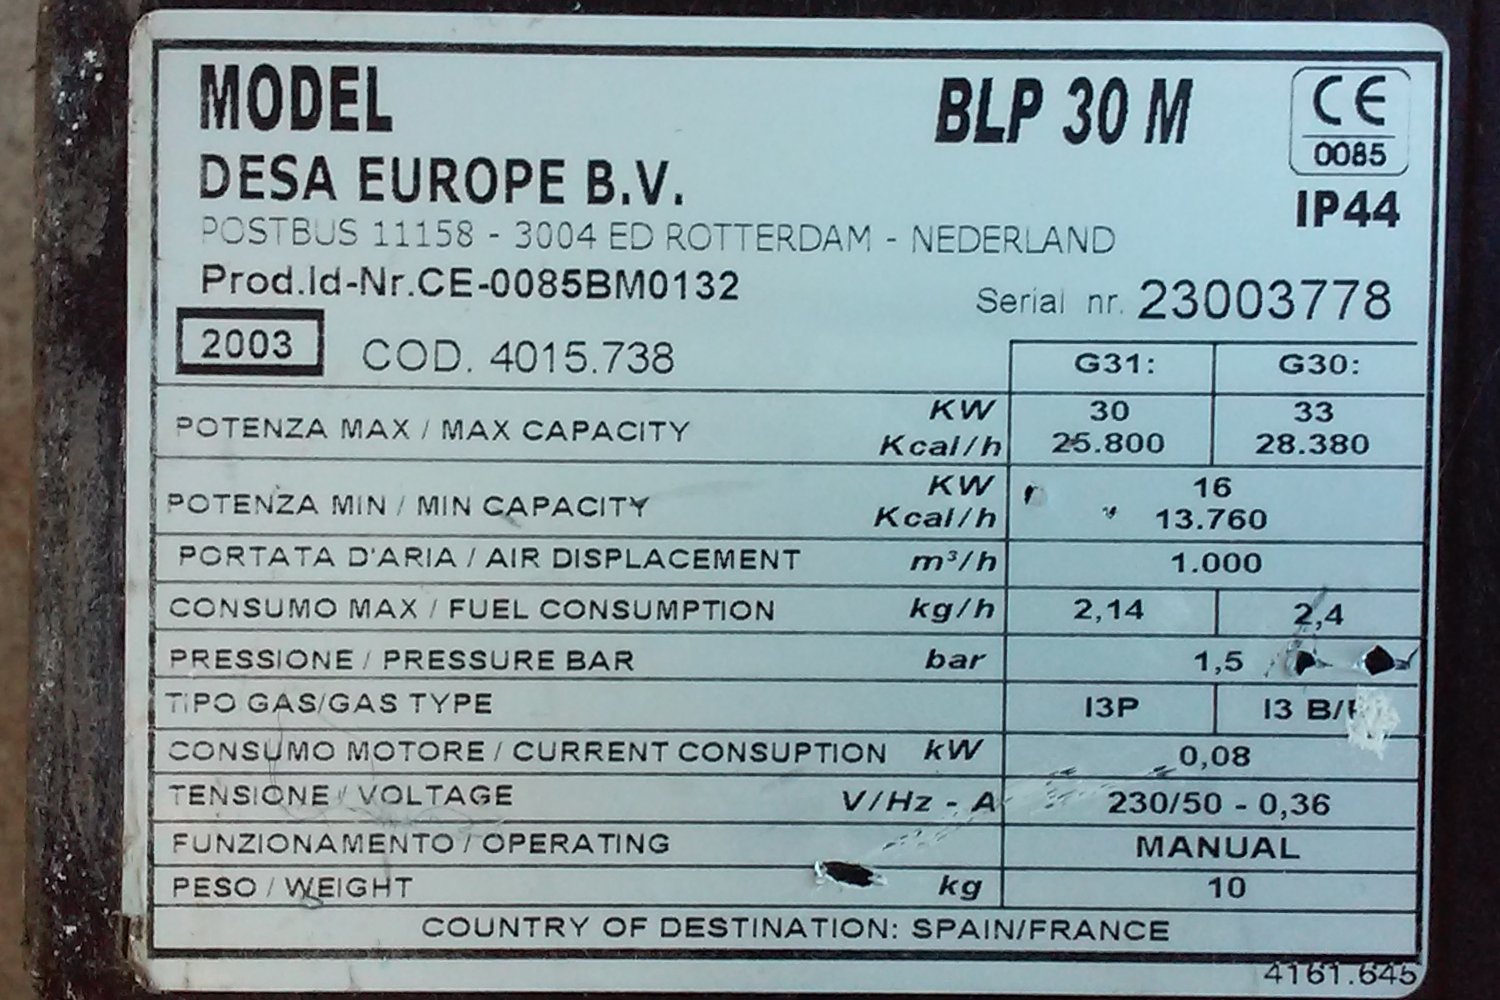 MODEL BLP 30 M CE
0085
DESA EUROPE B.V. IP44
POSTBUS 11158 - 3004 ED ROTTERDAM - NEDERLAND
Prod.Id-Nr.CE-0085BM0132
Serial nr. 23003778
2003 COD. 4015.738
G31: G30:
POTENZA MAX / MAX CAPACITY KW 30 33
Kcal/h 25.800 28.380
POTENZA MIN / MIN CAPACITY KW 16
Kcal/h 13.760
PORTATA D'ARIA / AIR DISPLACEMENT m³/h 1.000
CONSUMO MAX / FUEL CONSUMPTION kg/h 2,14 2,4
PRESSIONE / PRESSURE BAR bar 1,5
TIPO GAS/GAS TYPE I3P I3
CONSUMO MOTORE / CURRENT CONSUPTION kW 0,08
TENSIONE / VOLTAGE V/Hz - A 230/50 - 0,36
FUNZIONAMENTO / OPERATING MANUAL
PESO / WEIGHT kg 10
COUNTRY OF DESTINATION: SPAIN/FRANCE
4161.645